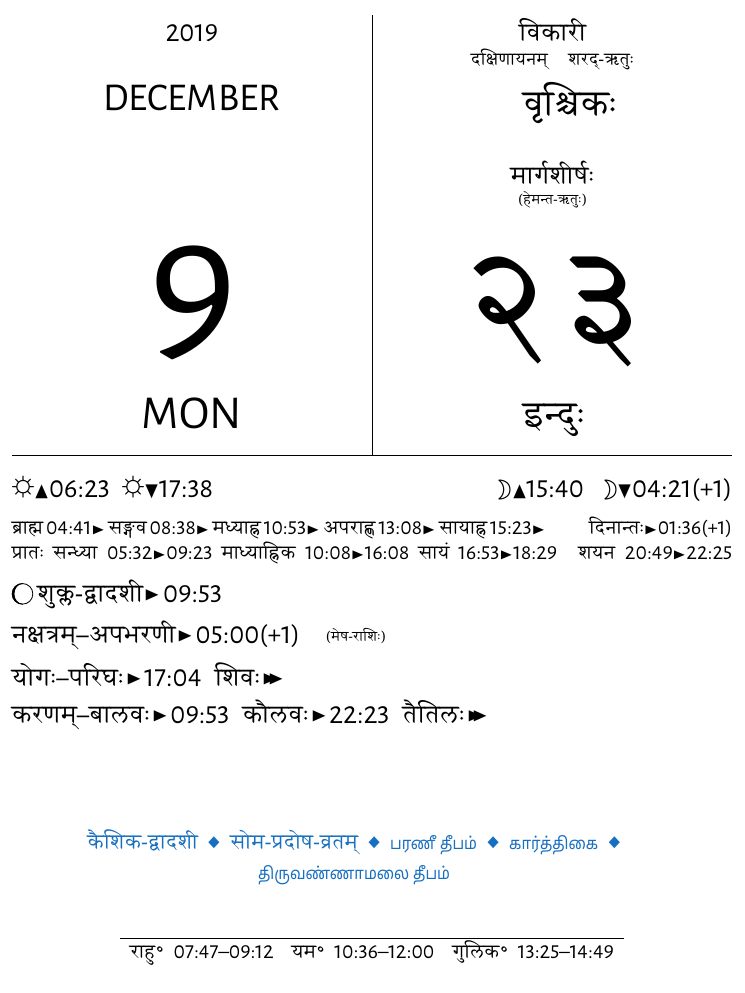 2019
DECEMBER
9
MON
विकारी
दक्षिणायनम् शरद्-ऋतुः
वृश्चिकः
मार्गशीर्षः
(हेमन्त-ऋतुः)
२३
इन्दुः
☼▲06:23 ☼▼17:38 ☽▲15:40 ☽▼04:21(+1)
ब्राह्म 04:41► सङ्गव 08:38► मध्याह्न 10:53► अपराह्ण 13:08► सायाह्न 15:23► दिनान्तः►01:36(+1)
प्रातः सन्ध्या 05:32►09:23 माध्याह्निक 10:08►16:08 सायं 16:53►18:29 शयन 20:49►22:25
शुक्ल-द्वादशी► 09:53
नक्षत्रम्–अपभरणी► 05:00(+1) (मेष-राशिः)
योगः–परिघः►17:04 शिवः►►
करणम्–बालवः► 09:53 कौलवः►22:23 तैतिलः►►
कैशिक-द्वादशी ◆ सोम-प्रदोष-व्रतम् ◆ பரணீ தீபம் ◆ கார்த்திகை ◆
திருவண்ணாமலை தீபம்
राहु° 07:47–09:12 यम° 10:36–12:00 गुलिक° 13:25–14:49